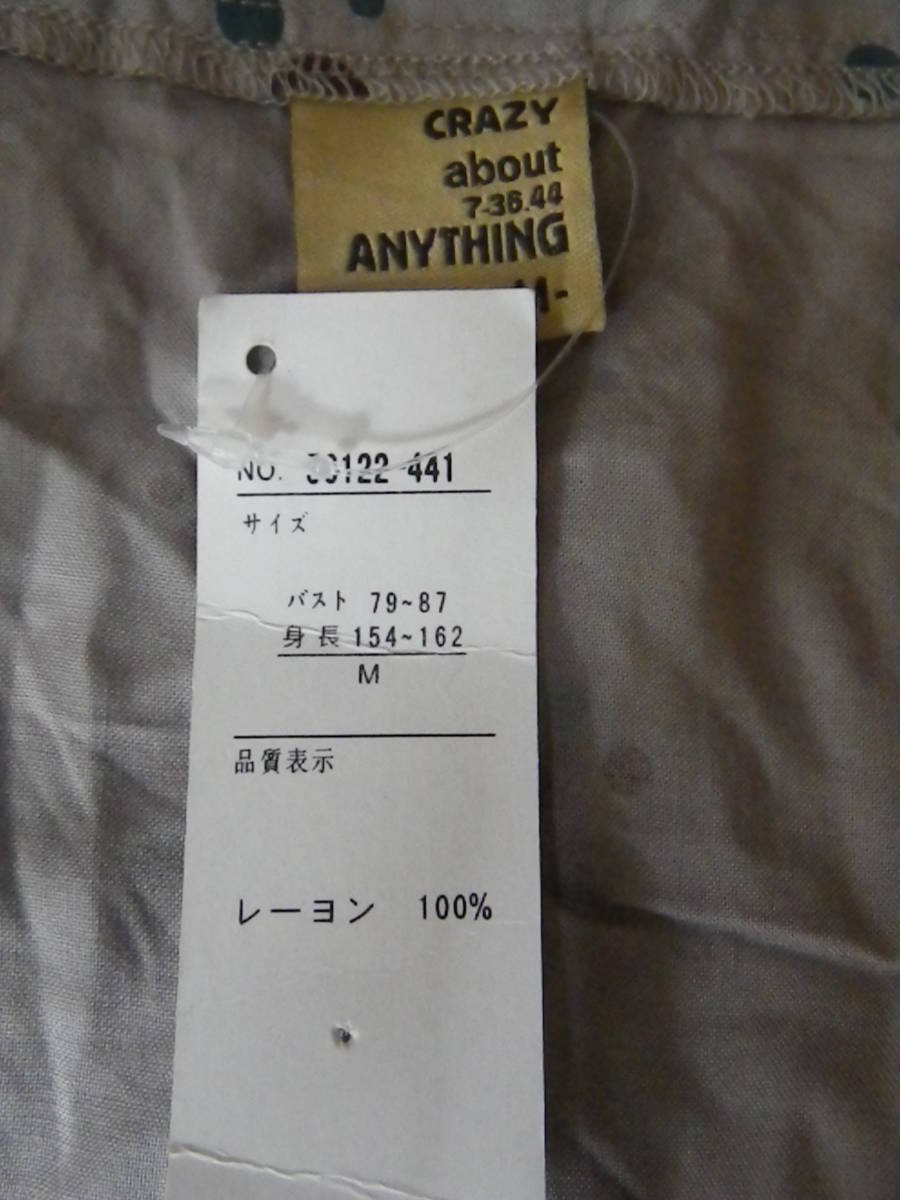 CRAZY
about
7-36.44
ANYTHING
NO. 122-441
サイズ
バスト 79~87
身長 154~162
M
品質表示
レーヨン 100%